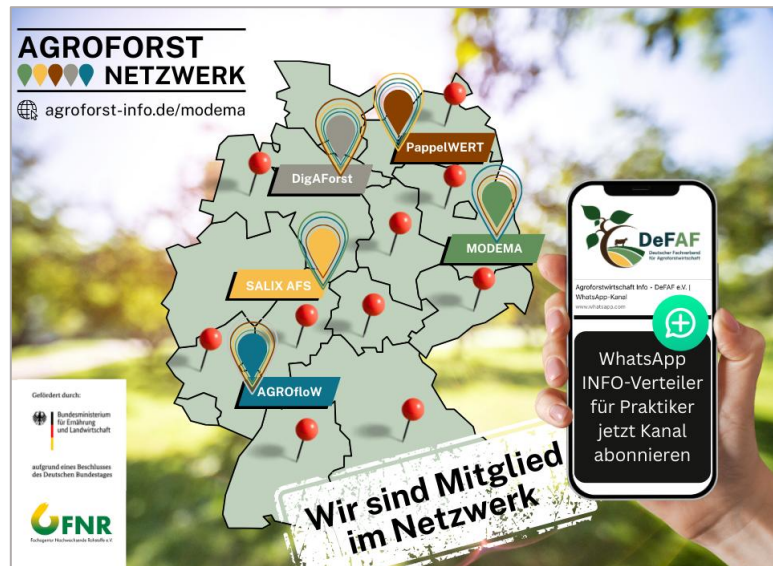 AGROFORST
NETZWERK
agroforst-info.de/modema
PappelWERT
DigAForst
MODEMA
SALIX AFS
AGROfloW
DeFAF
Deutscher Fachverband
für Agroforstwirtschaft
Agroforstwirtschaft Info - DeFAF e.V. |
WhatsApp-Kanal
www.whatsapp.com
WhatsApp
INFO-Verteiler
für Praktiker
jetzt Kanal
abonnieren
Gefördert durch:
Bundesministerium
für Ernährung
und Landwirtschaft
aufgrund eines Beschlusses
des Deutschen Bundestages
FNR
Fachagentur Nachwachsende Rohstoffe e.V.
Wir sind Mitglied
im Netzwerk